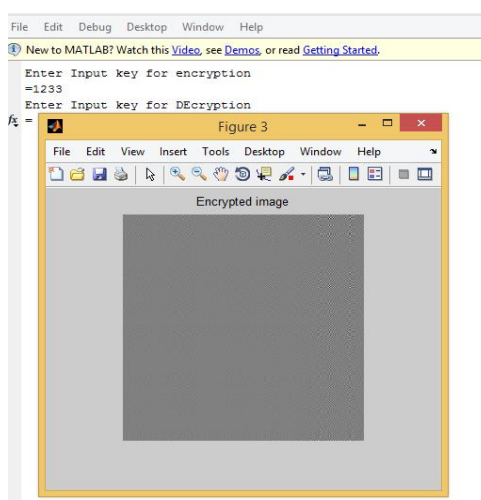 File Edit Debug Desktop Window Help
New to MATLAB? Watch this Video, see Demos, or read Getting Started.
Enter Input key for encryption
=1233
Enter Input key for DEcryption
fx =
Figure 3
File Edit View Insert Tools Desktop Window Help
Encrypted image